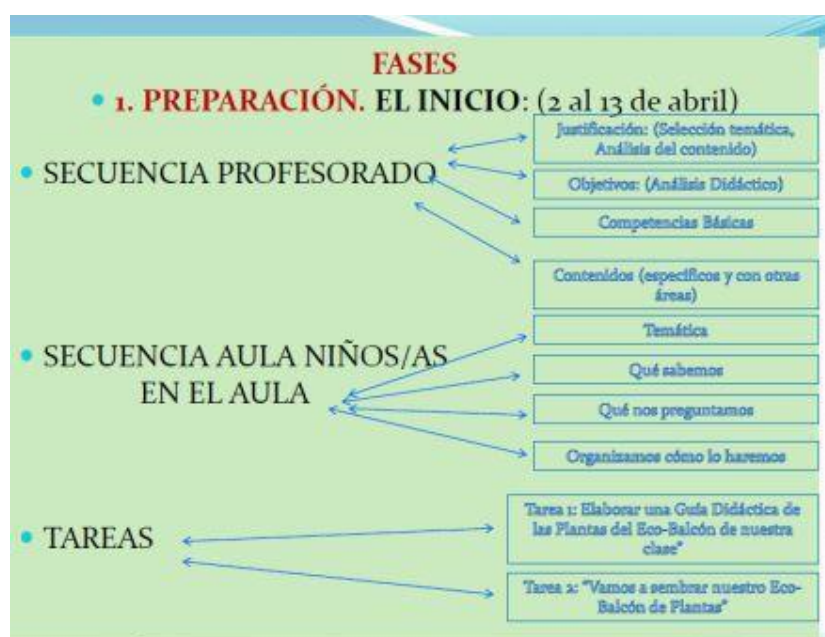 FASES
1. PREPARACIÓN. EL INICIO: (2 al 13 de abril)
SECUENCIA PROFESORADO
Justificación: (Selección temática,
Análisis del contenido)
Objetivos: (Análisis Didáctico)
Competencias Básicas
Contenidos (específicos y con otras
áreas)
SECUENCIA AULA NIÑOS/AS
EN EL AULA
Temática
Qué sabemos
Qué nos preguntamos
Organizamos cómo lo haremos
TAREAS
Tarea 1: Elaborar una Guía Didáctica de
las Plantas del Eco-Balcón de nuestra
clase"
Tarea 2: "Vamos a sembrar nuestro Eco-
Balcón de Plantas"